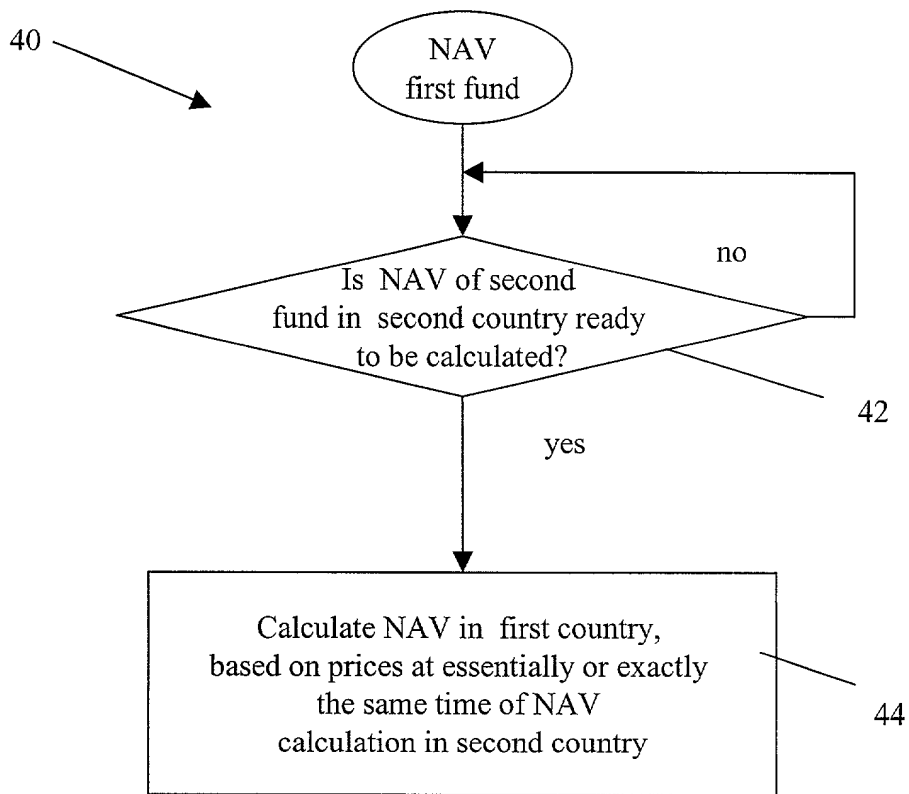 40
NAV
first fund
no
Is NAV of second
fund in second country ready
to be calculated?
42
yes
Calculate NAV in first country,
based on prices at essentially or exactly
the same time of NAV
calculation in second country
44